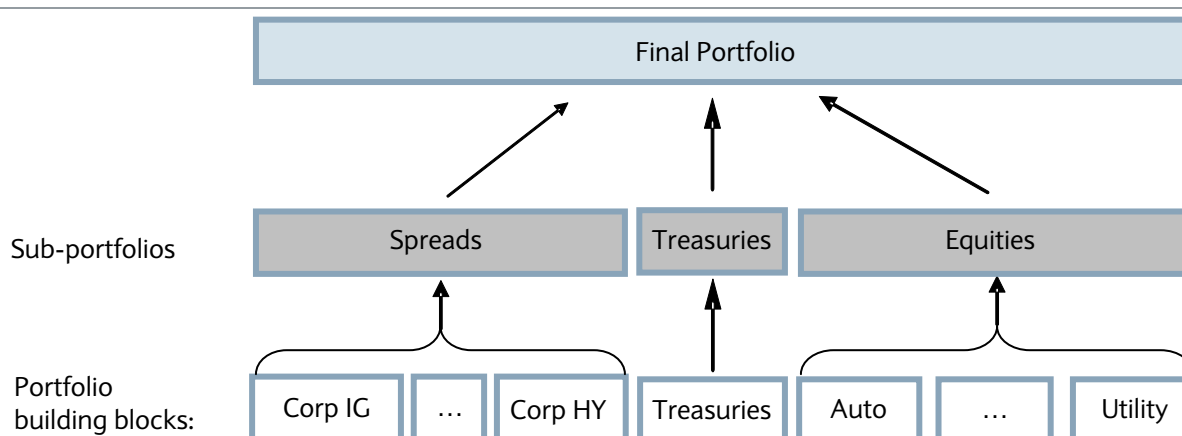 Final Portfolio
Sub-portfolios
Spreads
Treasuries
Equities
Portfolio
building blocks:
Corp IG
…
Corp HY
Treasuries
Auto
…
Utility